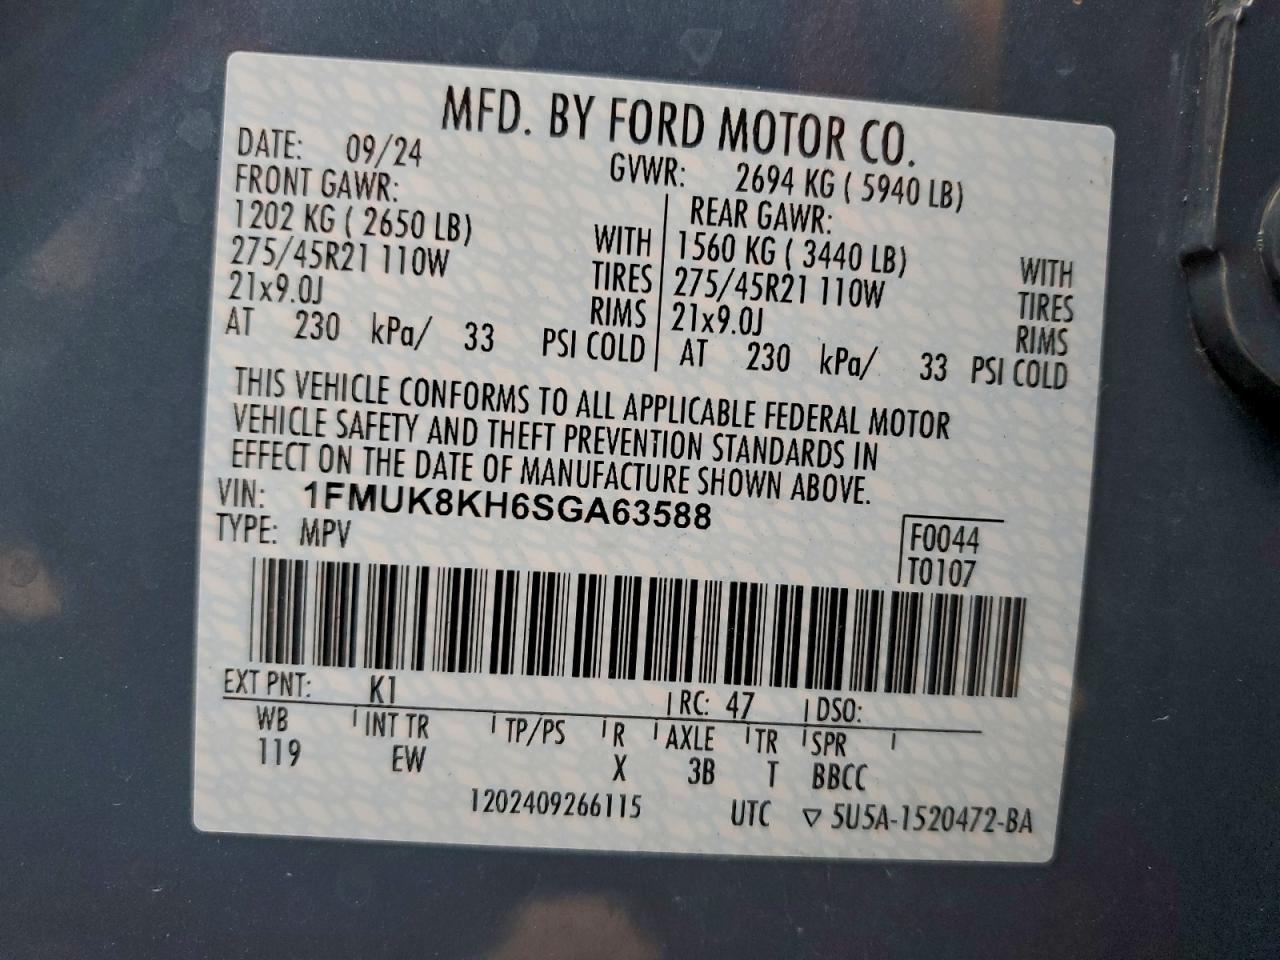 MFD. BY FORD MOTOR CO.
DATE: 09/24 GVWR: 2694 KG ( 5940 LB)
FRONT GAWR: REAR GAWR:
1202 KG ( 2650 LB) WITH 1560 KG ( 3440 LB) WITH
275/45R21 110W TIRES 275/45R21 110W TIRES
21x9.0J RIMS 21x9.0J RIMS
AT 230 kPa/ 33 PSI COLD AT 230 kPa/ 33 PSI COLD
THIS VEHICLE CONFORMS TO ALL APPLICABLE FEDERAL MOTOR
VEHICLE SAFETY AND THEFT PREVENTION STANDARDS IN
EFFECT ON THE DATE OF MANUFACTURE SHOWN ABOVE.
VIN: 1FMUK8KH6SGA63588
TYPE: MPV
F0044
T0107
EXT PNT: K1 RC: 47 DSO:
WB INT TR TP/PS R AXLE TR SPR
119 EW X 3B T BBCC
1202409266115 UTC ▽ 5U5A-1520472-BA